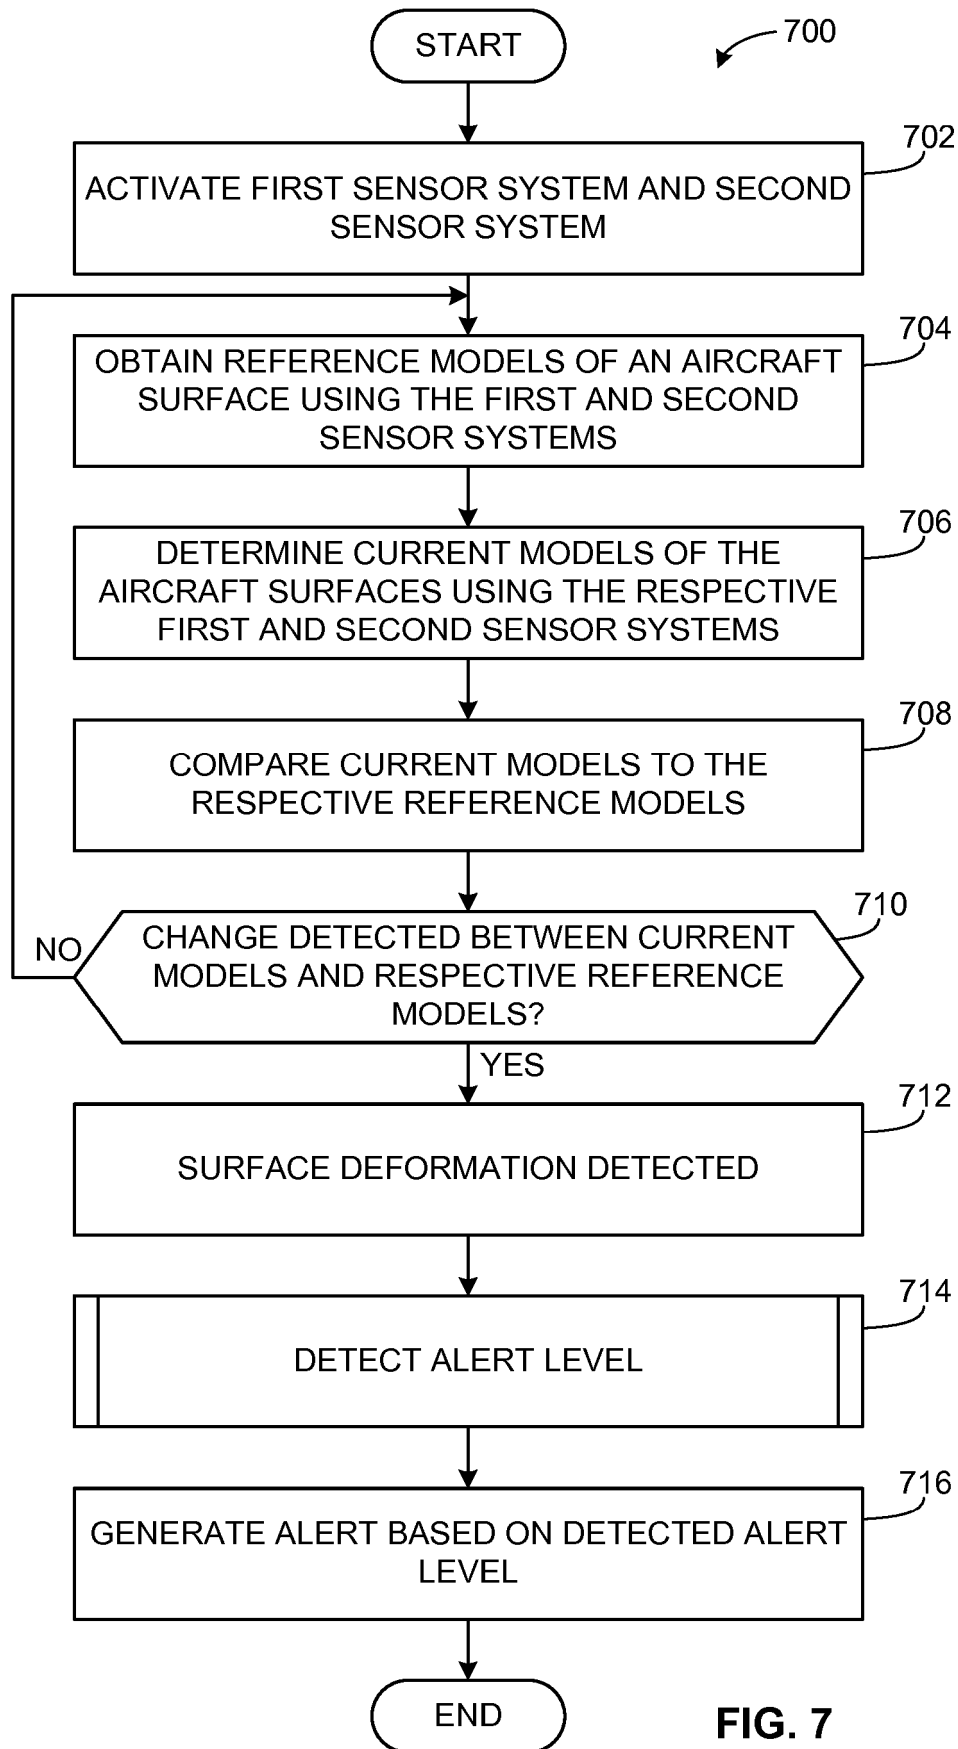 START
700
702
ACTIVATE FIRST SENSOR SYSTEM AND SECOND
SENSOR SYSTEM
704
OBTAIN REFERENCE MODELS OF AN AIRCRAFT
SURFACE USING THE FIRST AND SECOND
SENSOR SYSTEMS
706
DETERMINE CURRENT MODELS OF THE
AIRCRAFT SURFACES USING THE RESPECTIVE
FIRST AND SECOND SENSOR SYSTEMS
708
COMPARE CURRENT MODELS TO THE
RESPECTIVE REFERENCE MODELS
710
CHANGE DETECTED BETWEEN CURRENT
MODELS AND RESPECTIVE REFERENCE
MODELS?
NO
YES
712
SURFACE DEFORMATION DETECTED
714
DETECT ALERT LEVEL
716
GENERATE ALERT BASED ON DETECTED ALERT
LEVEL
END
FIG. 7